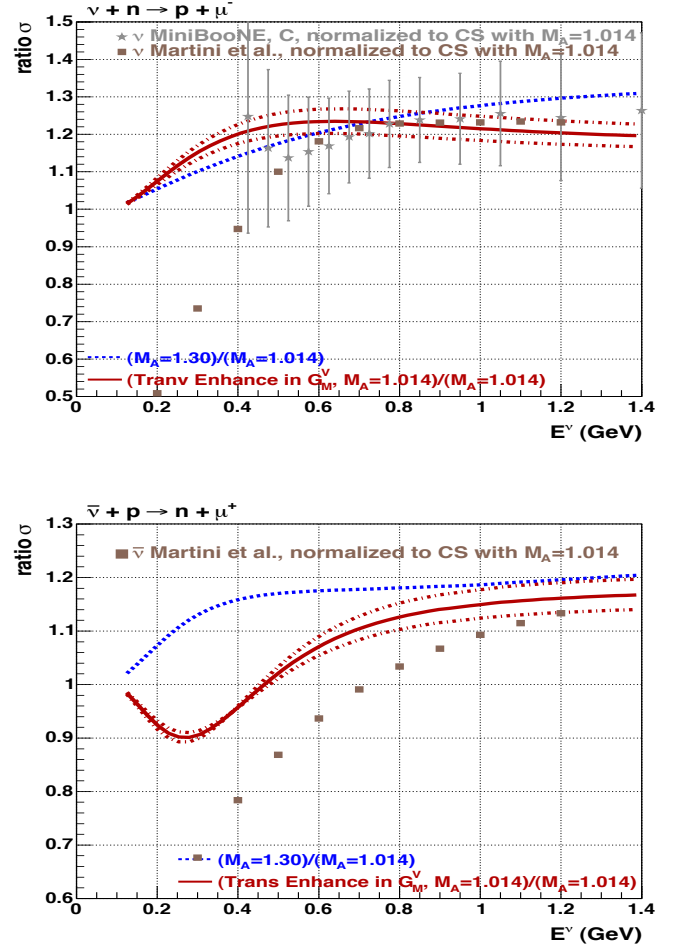 ν + n → p + μ⁻
ratio σ
ν MiniBooNE, C, normalized to CS with M_A=1.014
ν Martini et al., normalized to CS with M_A=1.014
1.5
1.4
1.3
1.2
1.1
1
0.9
0.8
0.7
0.6
0.5
(M_A=1.30)/(M_A=1.014)
(Tranv Enhance in G_M^V, M_A=1.014)/(M_A=1.014)
0 0.2 0.4 0.6 0.8 1 1.2 1.4
E^ν (GeV)
ν̅ + p → n + μ⁺
ratio σ
ν̅ Martini et al., normalized to CS with M_A=1.014
1.3
1.2
1.1
1
0.9
0.8
0.7
0.6
(M_A=1.30)/(M_A=1.014)
(Trans Enhance in G_M^V, M_A=1.014)/(M_A=1.014)
0 0.2 0.4 0.6 0.8 1 1.2 1.4
E^ν (GeV)